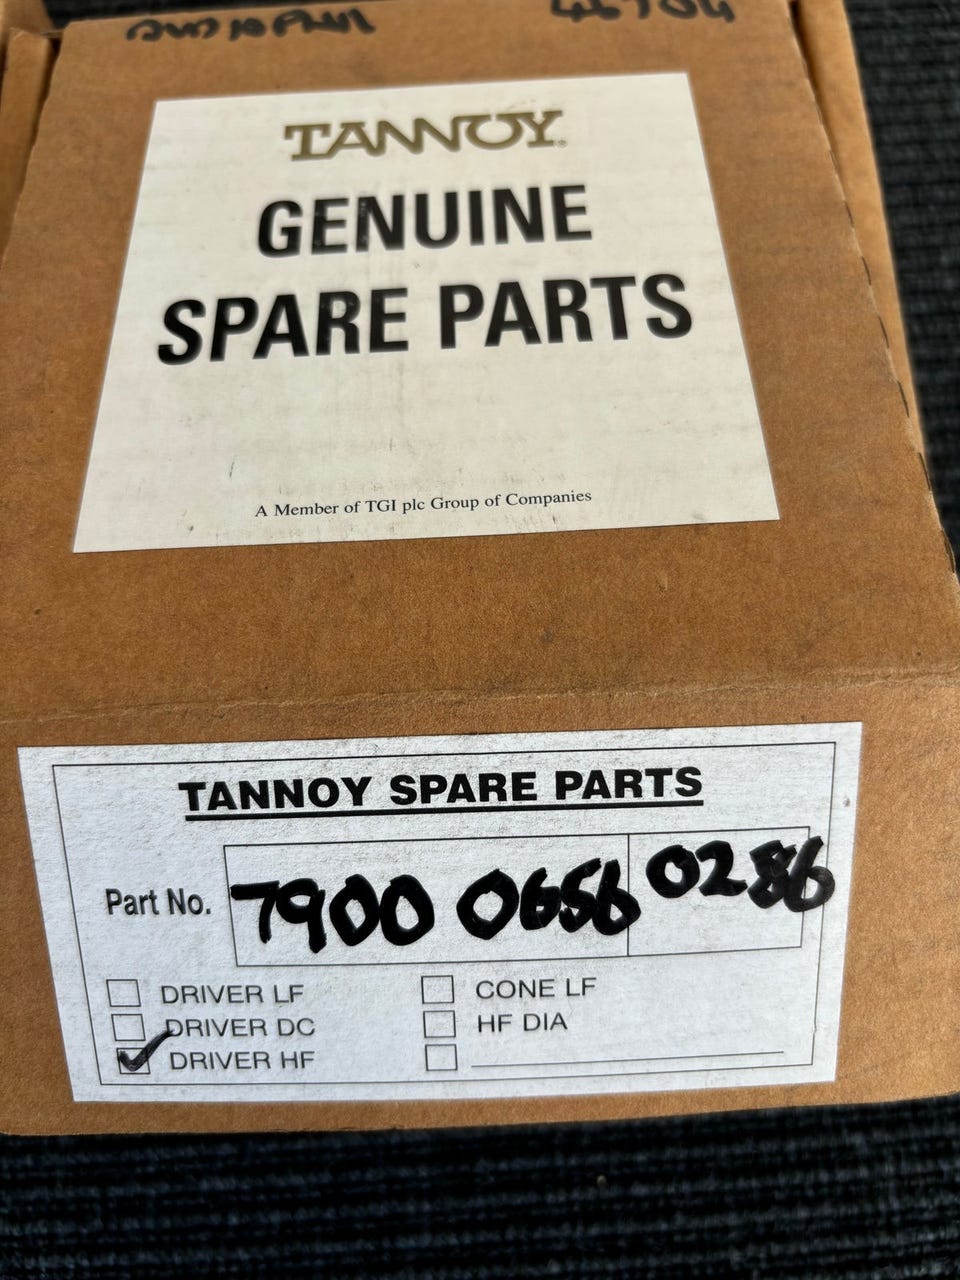 TANNOY®
GENUINE
SPARE PARTS
A Member of TGI plc Group of Companies
TANNOY SPARE PARTS
Part No. 7900 0656
DRIVER LF
CONE LF
DRIVER DC
HF DIA
DRIVER HF